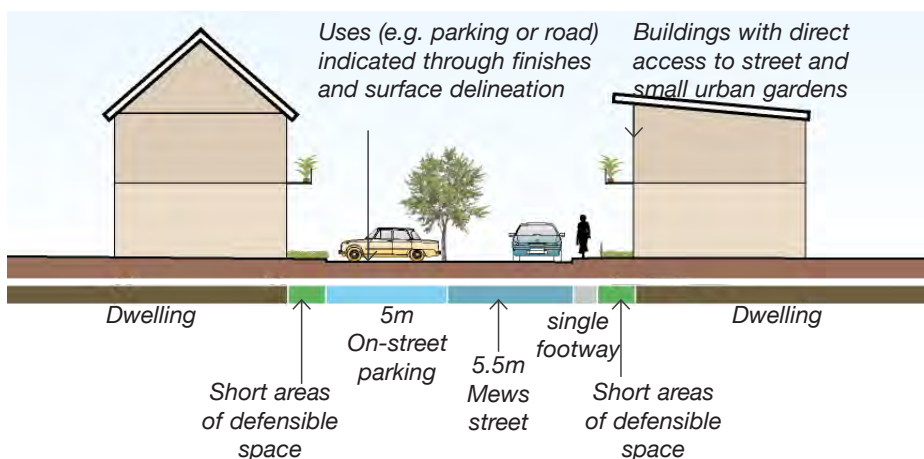 Uses (e.g. parking or road)
indicated through finishes
and surface delineation
Buildings with direct
access to street and
small urban gardens
Dwelling
5m
On-street
parking
single
footway
Dwelling
5.5m
Mews
street
Short areas
of defensible
space
Short areas
of defensible
space